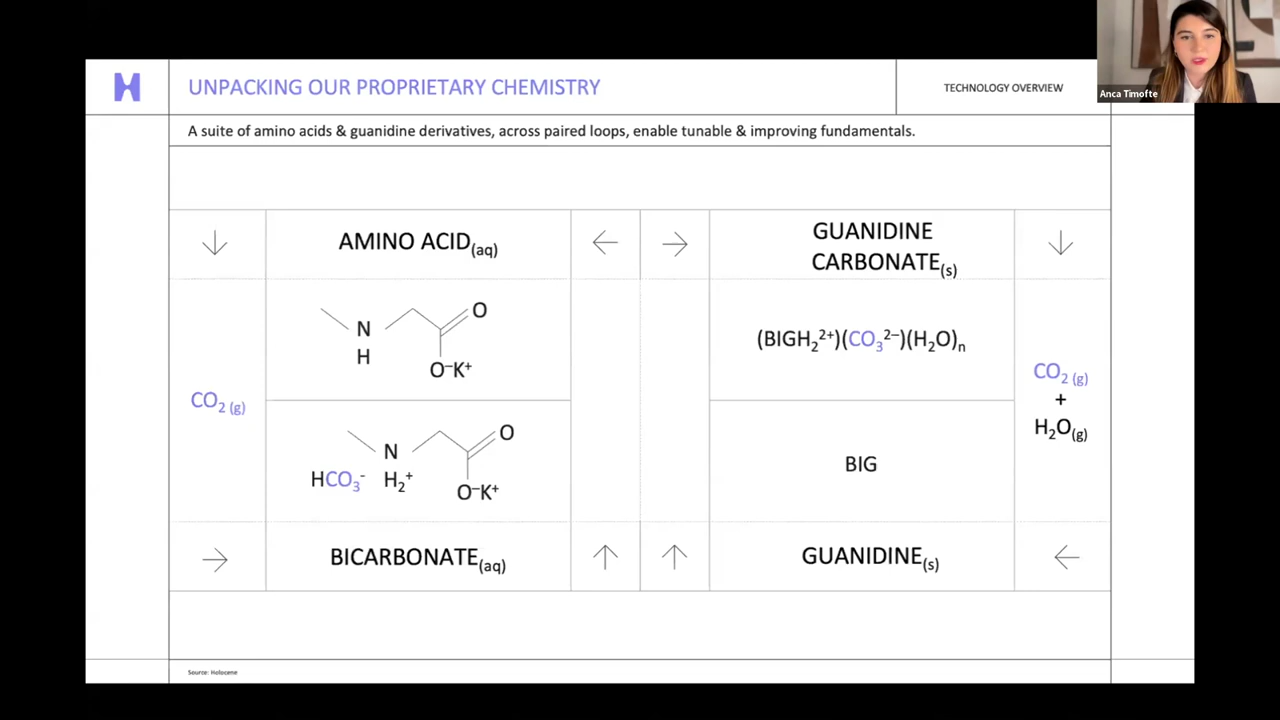 UNPACKING OUR PROPRIETARY CHEMISTRY
TECHNOLOGY OVERVIEW
Anca Timofte
A suite of amino acids & guanidine derivatives, across paired loops, enable tunable & improving fundamentals.
↓
AMINO ACID(aq)
←
→
GUANIDINE
CARBONATE(s)
↓
CO₂ (g)
N
H
O
O⁻K⁺
HCO₃⁻
N
H₂⁺
O
O⁻K⁺
(BIGH₂²⁺)(CO₃²⁻)(H₂O)ₙ
BIG
CO₂ (g)
+
H₂O(g)
→
BICARBONATE(aq)
↑
↑
GUANIDINE(s)
←
Source: Holocene